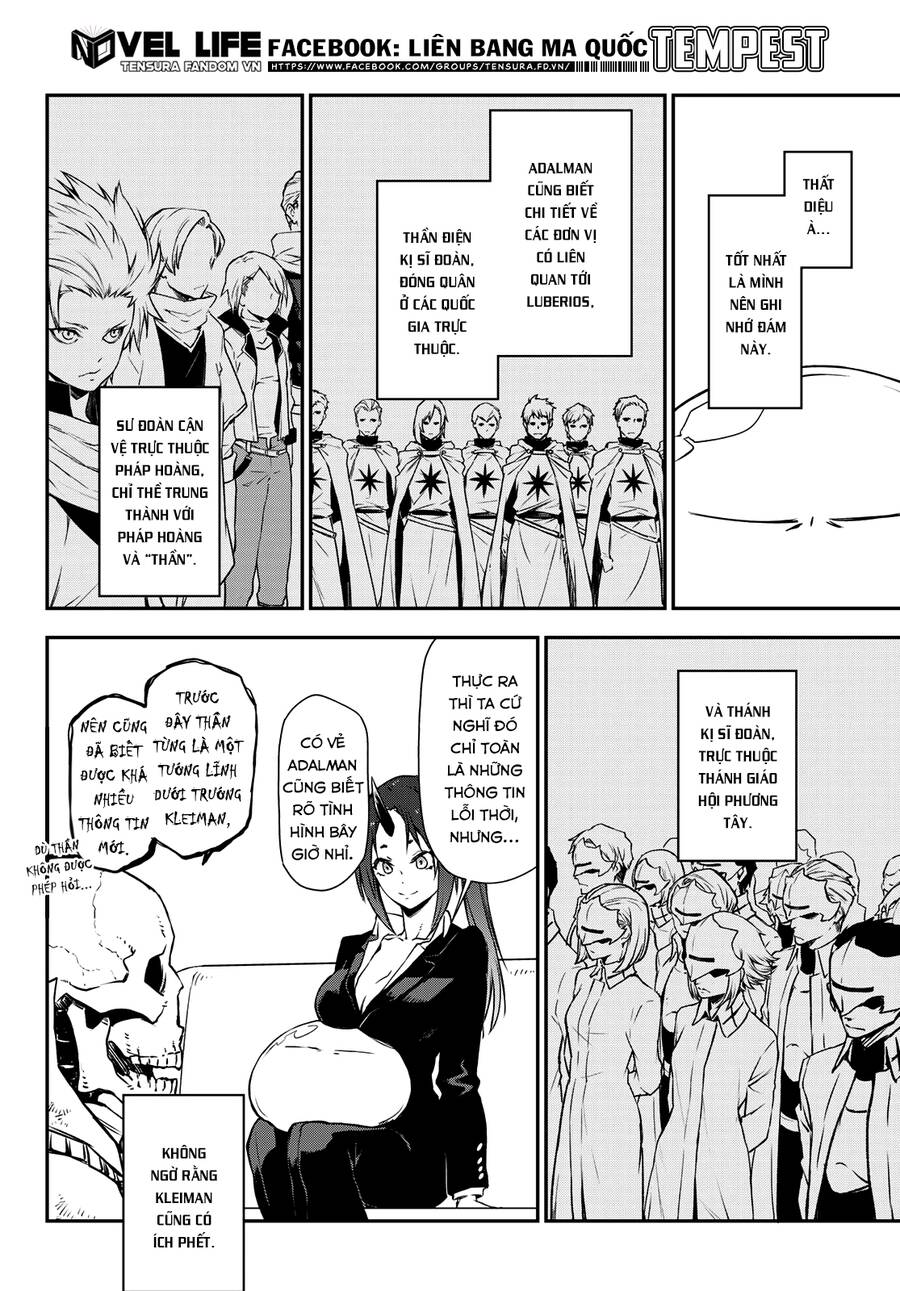 NOVEL LIFE
TENSURA FANDOM VN
FACEBOOK: LIÊN BANG MA QUỐC
HTTPS://WWW.FACEBOOK.COM/GROUPS/TENSURA.FD.VN/
TEMPEST
THẤT
DIỆU
À...
TỐT NHẤT
LÀ MÌNH
NÊN GHI
NHỚ ĐÁM
NÀY.
ADALMAN
CŨNG BIẾT
CHI TIẾT VỀ
CÁC ĐƠN VỊ
CÓ LIÊN
QUAN TỚI
LUBERIOS,
THẦN ĐIỆN
KỊ SĨ ĐOÀN,
ĐÓNG QUÂN
Ở CÁC QUỐC
GIA TRỰC
THUỘC.
SƯ ĐOÀN CẬN
VỆ TRỰC THUỘC
PHÁP HOÀNG,
CHỈ THỀ TRUNG
THÀNH VỚI
PHÁP HOÀNG
VÀ “THẦN”.
VÀ THÁNH
KỊ SĨ ĐOÀN,
TRỰC THUỘC
THÁNH GIÁO
HỘI PHƯƠNG
TÂY.
THỰC RA
THÌ TA CỨ
NGHĨ ĐÓ
CHỈ TOÀN
LÀ NHỮNG
THÔNG TIN
LỖI THỜI,
NHƯNG...
CÓ VẺ
ADALMAN
CŨNG BIẾT
RÕ TÌNH
HÌNH BÂY
GIỜ NHỈ.
TRƯỚC
ĐÂY THẦN
TỪNG LÀ MỘT
TƯỚNG LĨNH
DƯỚI TRƯỚNG
KLEIMAN,
NÊN CŨNG
ĐÃ BIẾT
ĐƯỢC KHÁ
NHIỀU
THÔNG TIN
MỚI.
DÙ THẦN
KHÔNG ĐƯỢC
PHÉP HỎI...
KHÔNG
NGỜ RẰNG
KLEIMAN
CŨNG CÓ
ÍCH PHẾT.